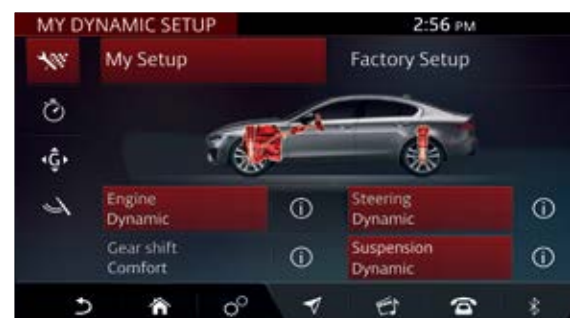 MY DYNAMIC SETUP 2:56 PM
My Setup Factory Setup
G
Engine
Dynamic
Steering
Dynamic
Gear shift
Comfort
Suspension
Dynamic